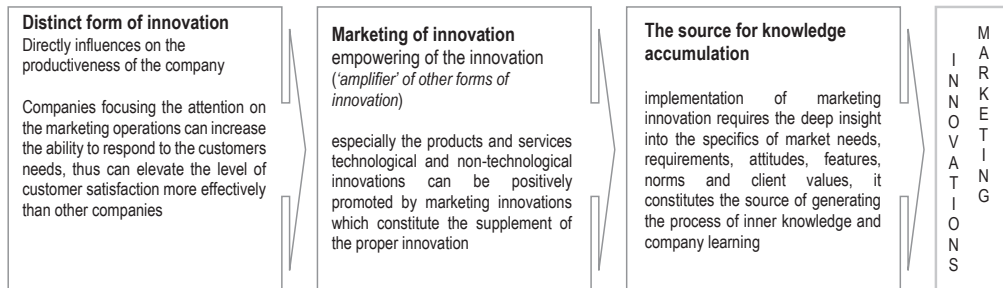 Distinct form of innovation
Directly influences on the
productiveness of the company
Companies focusing the attention on
the marketing operations can increase
the ability to respond to the customers
needs, thus can elevate the level of
customer satisfaction more effectively
than other companies
Marketing of innovation
empowering of the innovation
(‘amplifier’ of other forms of
innovation)
especially the products and services
technological and non-technological
innovations can be positively
promoted by marketing innovations
which constitute the supplement of
the proper innovation
The source for knowledge
accumulation
implementation of marketing
innovation requires the deep insight
into the specifics of market needs,
requirements, attitudes, features,
norms and client values, it
constitutes the source of generating
the process of inner knowledge and
company learning
MARKETING
INNOVATIONS